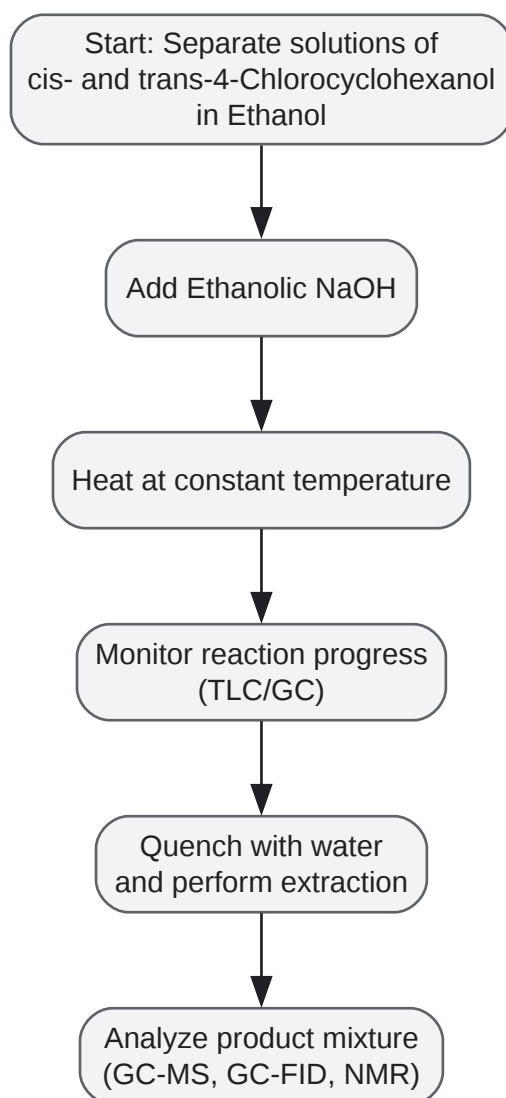 Start: Separate solutions of
cis- and trans-4-Chlorocyclohexanol
in Ethanol
Add Ethanolic NaOH
Heat at constant temperature
Monitor reaction progress
(TLC/GC)
Quench with water
and perform extraction
Analyze product mixture
(GC-MS, GC-FID, NMR)